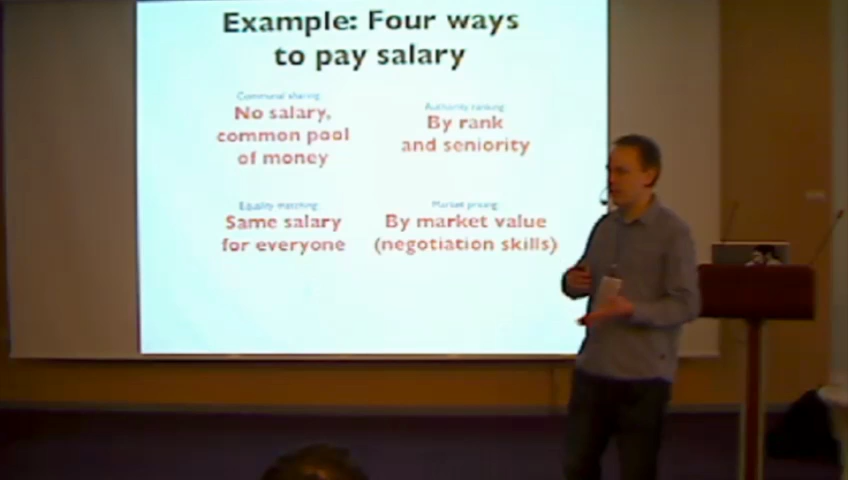 Example: Four ways
to pay salary
Communal sharing:
No salary,
common pool
of money
Authority ranking:
By rank
and seniority
Equality matching:
Same salary
for everyone
Market pricing:
By market value
(negotiation skills)